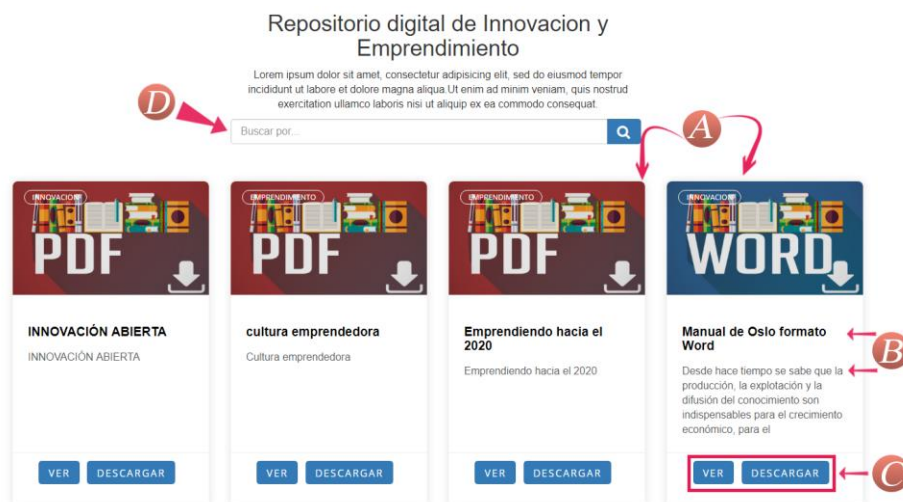 Repositorio digital de Innovacion y
Emprendimiento
Lorem ipsum dolor sit amet, consectetur adipisicing elit, sed do eiusmod tempor
incididunt ut labore et dolore magna aliqua.Ut enim ad minim veniam, quis nostrud
exercitation ullamco laboris nisi ut aliquip ex ea commodo consequat.
D
Buscar por...
A
INNOVACION
PDF
EMPRENDIMIENTO
PDF
EMPRENDIMIENTO
PDF
INNOVACION
WORD
INNOVACIÓN ABIERTA
INNOVACIÓN ABIERTA
cultura emprendedora
Cultura emprendedora
Emprendiendo hacia el
2020
Emprendiendo hacia el 2020
Manual de Oslo formato
Word
Desde hace tiempo se sabe que la
producción, la explotación y la
difusión del conocimiento son
indispensables para el crecimiento
económico, para el
B
VER DESCARGAR
VER DESCARGAR
VER DESCARGAR
VER DESCARGAR
C